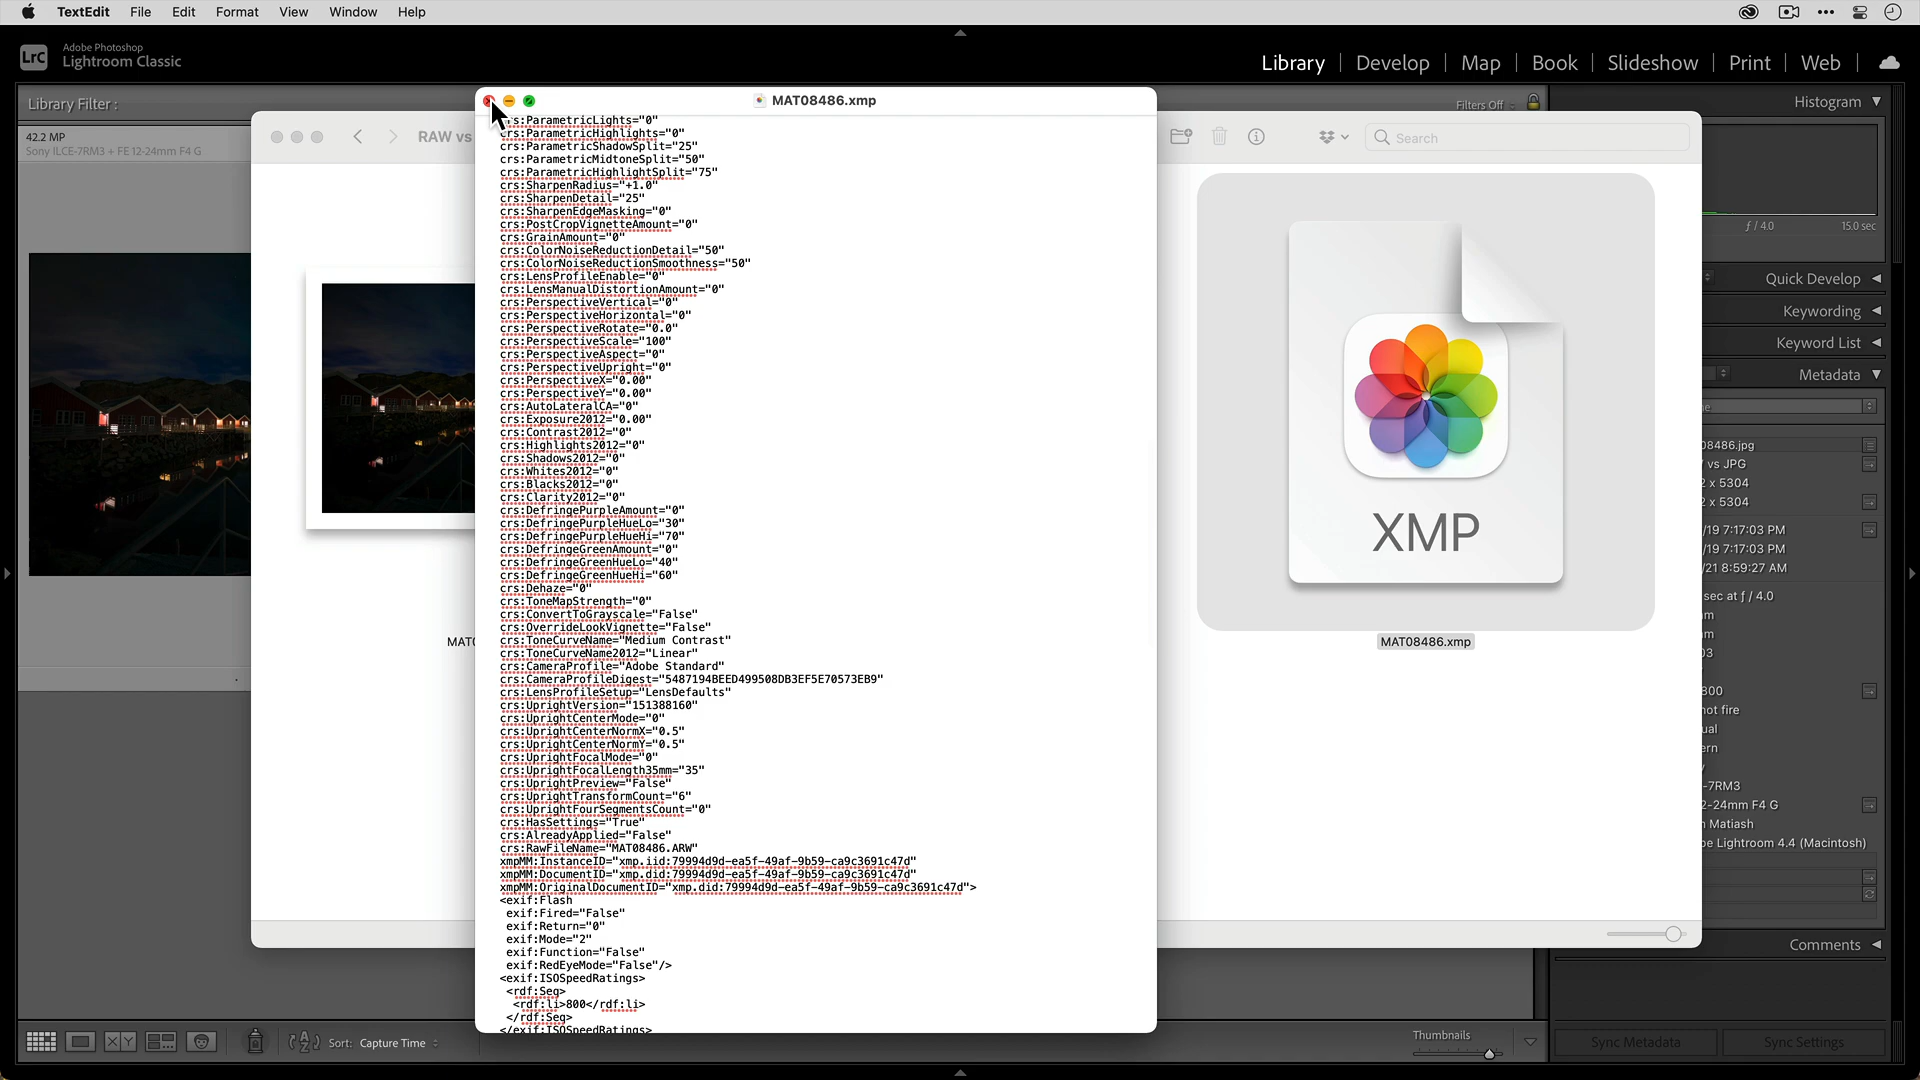 TextEdit File Edit Format View Window Help
LrC
Adobe Photoshop
Lightroom Classic
Library | Develop | Map | Book | Slideshow | Print | Web |
Library Filter :
Filters Off
Histogram
42.2 MP
Sony ILCE-7RM3 + FE 12-24mm F4 G
RAW vs
Search
ƒ / 4.0 15.0 sec
Quick Develop
Keywording
Keyword List
Metadata
MAT08486.xmp
crs:ParametricLights="0"
crs:ParametricHighlights="0"
crs:ParametricShadowSplit="25"
crs:ParametricMidtoneSplit="50"
crs:ParametricHighlightSplit="75"
crs:SharpenRadius="+1.0"
crs:SharpenDetail="25"
crs:SharpenEdgeMasking="0"
crs:PostCropVignetteAmount="0"
crs:GrainAmount="0"
crs:ColorNoiseReductionDetail="50"
crs:ColorNoiseReductionSmoothness="50"
crs:LensProfileEnable="0"
crs:LensManualDistortionAmount="0"
crs:PerspectiveVertical="0"
crs:PerspectiveHorizontal="0"
crs:PerspectiveRotate="0.0"
crs:PerspectiveScale="100"
crs:PerspectiveAspect="0"
crs:PerspectiveUpright="0"
crs:PerspectiveX="0.00"
crs:PerspectiveY="0.00"
crs:AutoLateralCA="0"
crs:Exposure2012="0.00"
crs:Contrast2012="0"
crs:Highlights2012="0"
crs:Shadows2012="0"
crs:Whites2012="0"
crs:Blacks2012="0"
crs:Clarity2012="0"
crs:DefringePurpleAmount="0"
crs:DefringePurpleHueLo="30"
crs:DefringePurpleHueHi="70"
crs:DefringeGreenAmount="0"
crs:DefringeGreenHueLo="40"
crs:DefringeGreenHueHi="60"
crs:Dehaze="0"
crs:ToneMapStrength="0"
crs:ConvertToGrayscale="False"
crs:OverrideLookVignette="False"
crs:ToneCurveName="Medium Contrast"
crs:ToneCurveName2012="Linear"
crs:CameraProfile="Adobe Standard"
crs:CameraProfileDigest="5487194BEED499508DB3EF5E70573EB9"
crs:LensProfileSetup="LensDefaults"
crs:UprightVersion="151388160"
crs:UprightCenterMode="0"
crs:UprightCenterNormX="0.5"
crs:UprightCenterNormY="0.5"
crs:UprightFocalMode="0"
crs:UprightFocalLength35mm="35"
crs:UprightPreview="False"
crs:UprightTransformCount="6"
crs:UprightFourSegmentsCount="0"
crs:HasSettings="True"
crs:AlreadyApplied="False"
crs:RawFileName="MAT08486.ARW"
xmpMM:InstanceID="xmp.iid:79994d9d-ea5f-49af-9b59-ca9c3691c47d"
xmpMM:DocumentID="xmp.did:79994d9d-ea5f-49af-9b59-ca9c3691c47d"
xmpMM:OriginalDocumentID="xmp.did:79994d9d-ea5f-49af-9b59-ca9c3691c47d">
<exif:Flash
exif:Fired="False"
exif:Return="0"
exif:Mode="2"
exif:Function="False"
exif:RedEyeMode="False"/>
<exif:ISOSpeedRatings>
<rdf:Seq>
<rdf:li>800</rdf:li>
</rdf:Seq>
</exif:ISOSpeedRatings>
XMP
MAT08486.xmp
MAT0
08486.jpg
vs JPG
x 5304
x 5304
/19 7:17:03 PM
/19 7:17:03 PM
/21 8:59:27 AM
sec at ƒ / 4.0
800
not fire
-7RM3
2-24mm F4 G
Matiash
Lightroom 4.4 (Macintosh)
Comments
Sort: Capture Time
Thumbnails
Sync Metadata Sync Settings